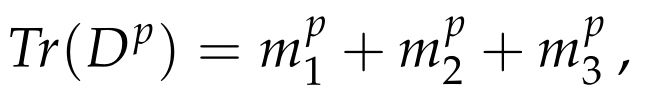 Tr(D^p) = m_1^p + m_2^p + m_3^p ,